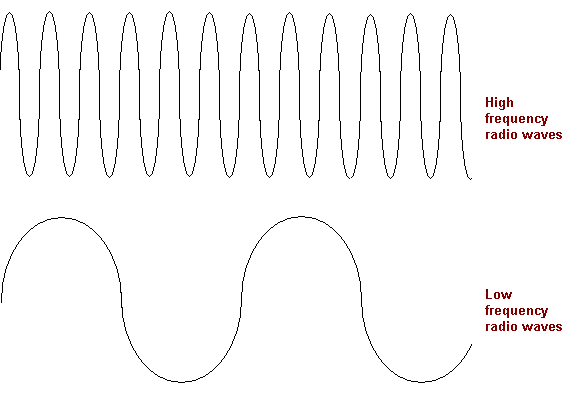 High
frequency
radio waves
Low
frequency
radio waves